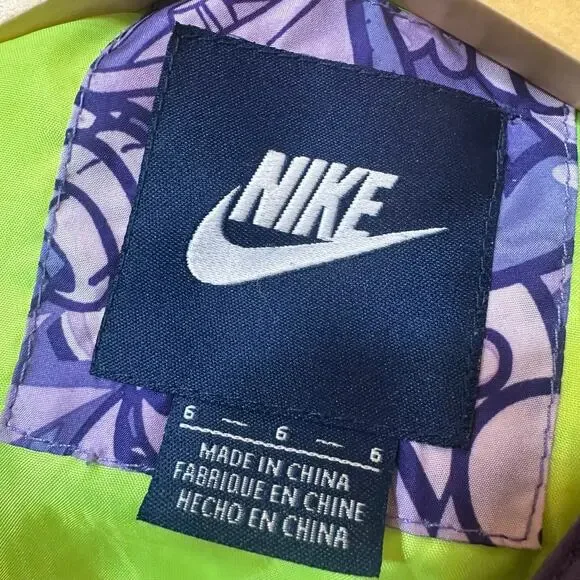 NIKE
6 — 6 — 6
MADE IN CHINA
FABRIQUE EN CHINE
HECHO EN CHINA